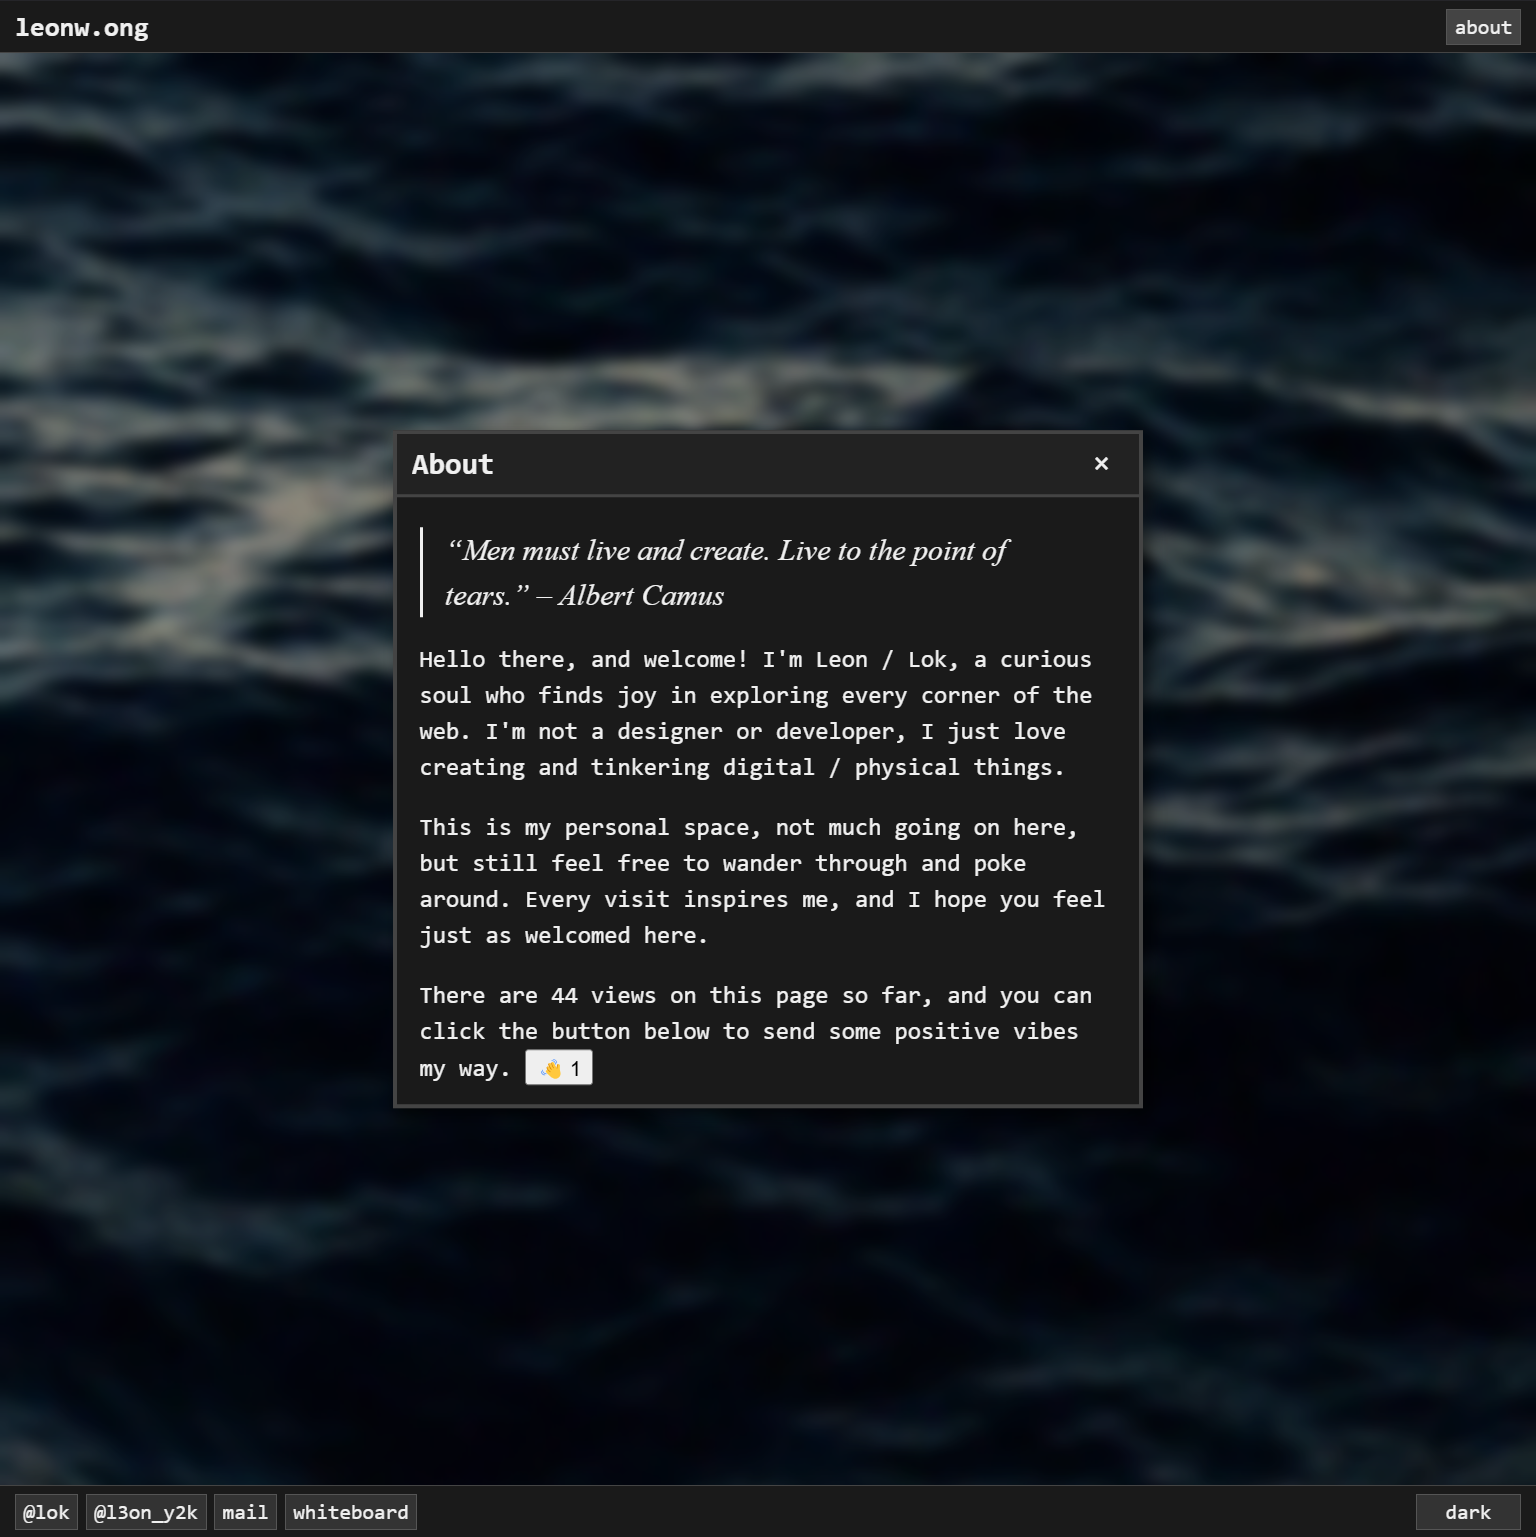 leonw.ong
about
About
×
“Men must live and create. Live to the point of
tears.” – Albert Camus
Hello there, and welcome! I'm Leon / Lok, a curious
soul who finds joy in exploring every corner of the
web. I'm not a designer or developer, I just love
creating and tinkering digital / physical things.
This is my personal space, not much going on here,
but still feel free to wander through and poke
around. Every visit inspires me, and I hope you feel
just as welcomed here.
There are 44 views on this page so far, and you can
click the button below to send some positive vibes
my way. 👋 1
@lok
@l3on_y2k
mail
whiteboard
dark